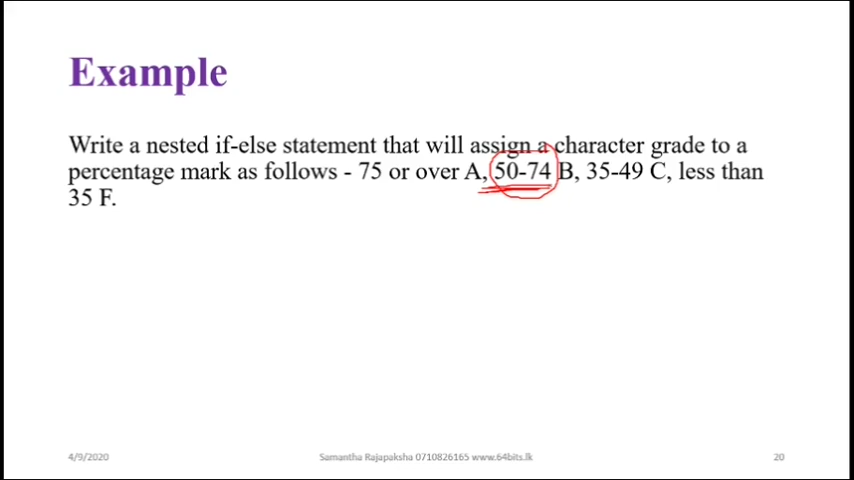 Example
Write a nested if-else statement that will assign a character grade to a
percentage mark as follows - 75 or over A, 50-74 B, 35-49 C, less than
35 F.
4/9/2020
Samantha Rajapaksha 0710826165 www.64bits.lk
20